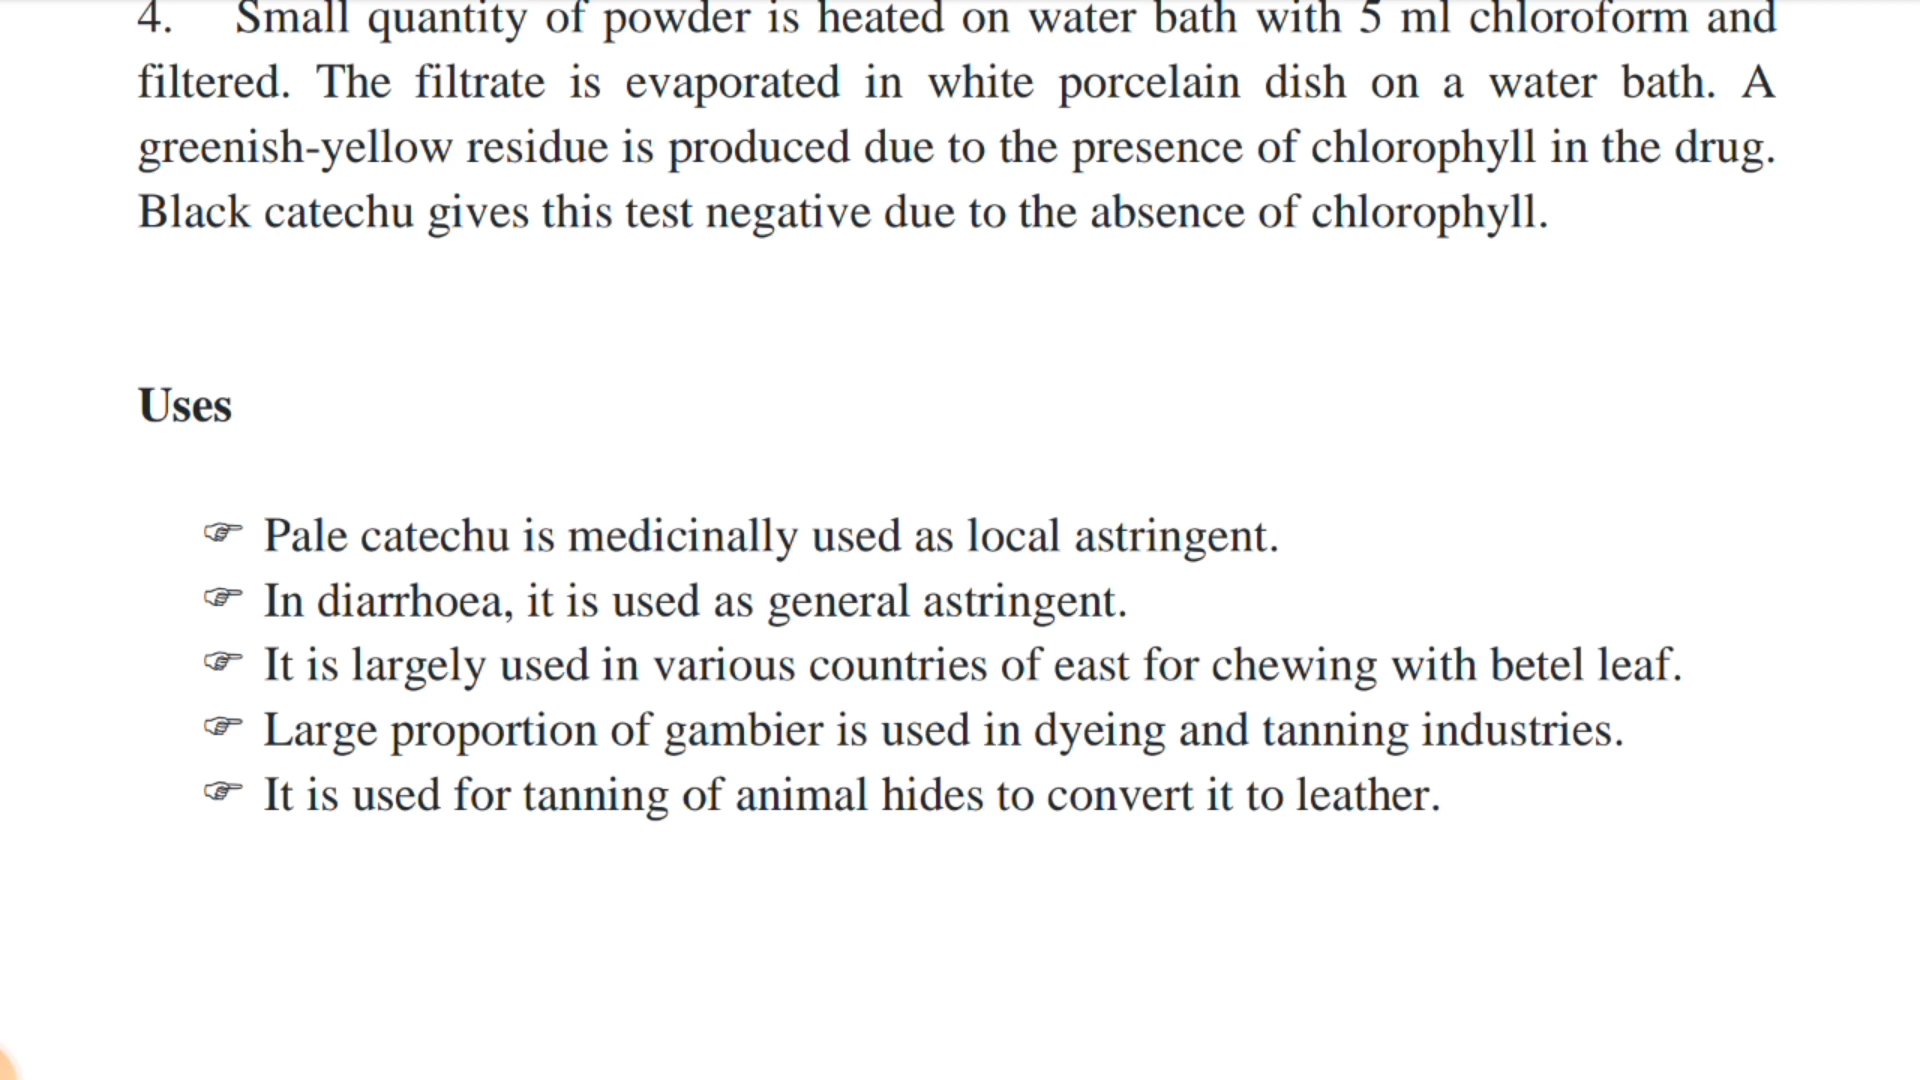 4. Small quantity of powder is heated on water bath with 5 ml chloroform and
filtered. The filtrate is evaporated in white porcelain dish on a water bath. A
greenish-yellow residue is produced due to the presence of chlorophyll in the drug.
Black catechu gives this test negative due to the absence of chlorophyll.
Uses
☞ Pale catechu is medicinally used as local astringent.
☞ In diarrhoea, it is used as general astringent.
☞ It is largely used in various countries of east for chewing with betel leaf.
☞ Large proportion of gambier is used in dyeing and tanning industries.
☞ It is used for tanning of animal hides to convert it to leather.